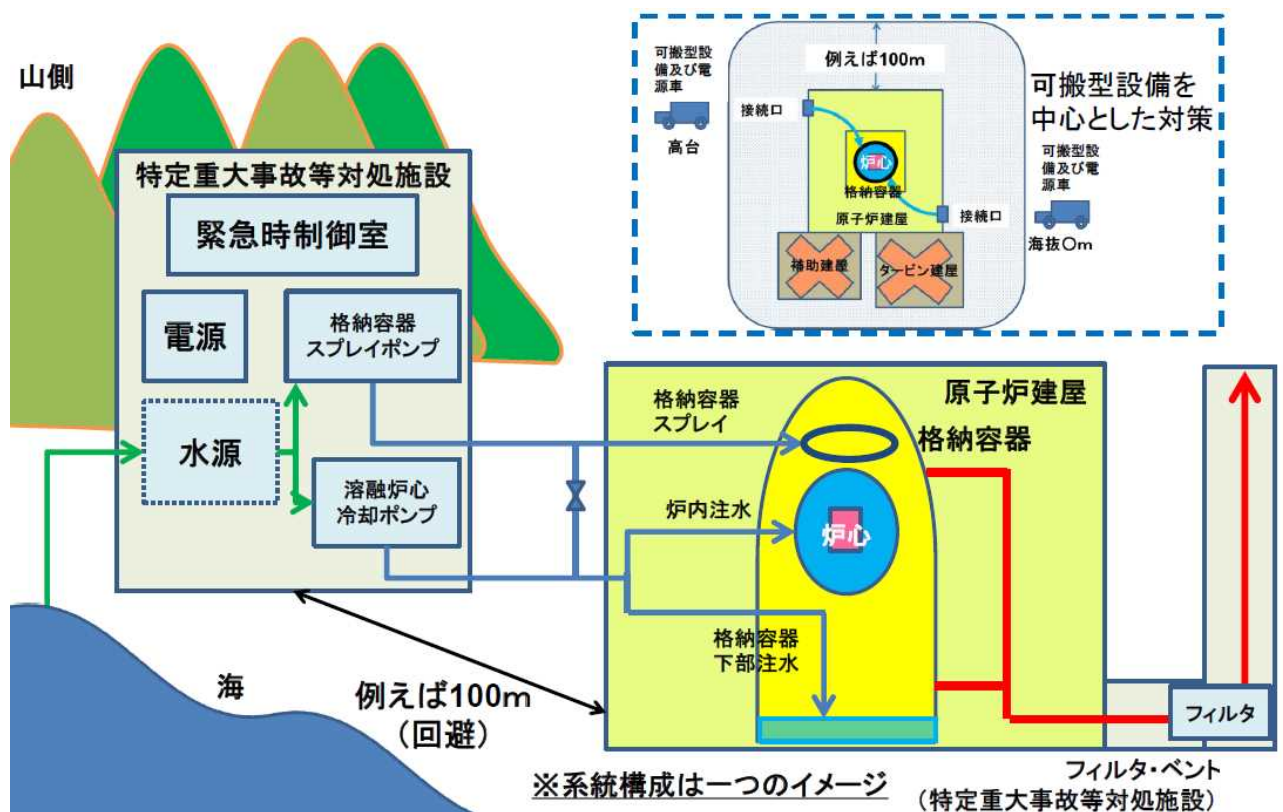 山側
特定重大事故等対処施設
緊急時制御室
電源
格納容器
スプレイポンプ
水源
溶融炉心
冷却ポンプ
海
例えば100m
(回避)
可搬型設
備及び電
源車
高台
例えば100m
接続口
炉心
格納容器
原子炉建屋
接続口
補助建屋
タービン建屋
可搬型設備を
中心とした対策
可搬型設
備及び電
源車
海抜〇m
原子炉建屋
格納容器
格納容器
スプレイ
炉内注水
炉心
格納容器
下部注水
フィルタ
フィルタ・ベント
(特定重大事故等対処施設)
※系統構成は一つのイメージ